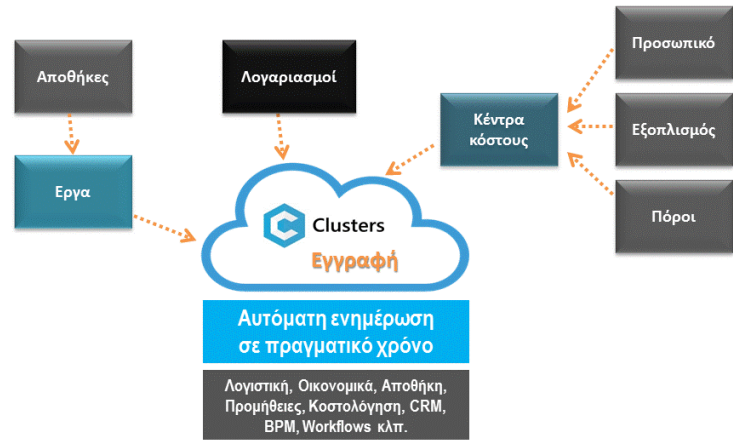 Αποθήκες
Λογαριασμοί
Προσωπικό
Κέντρα
κόστους
Εξοπλισμός
Εργα
Πόροι
Clusters
Εγγραφή
Αυτόματη ενημέρωση
σε πραγματικό χρόνο
Λογιστική, Οικονομικά, Αποθήκη,
Προμήθειες, Κοστολόγηση, CRM,
BPM, Workflows κλπ.